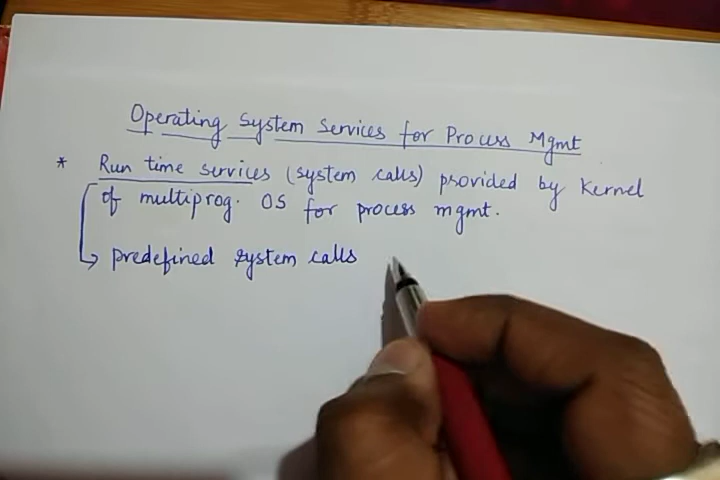 Operating System Services for Process Mgmt
* Run time services (system calls) provided by Kernel
of multiprog. OS for process mgmt.
↳ predefined system calls